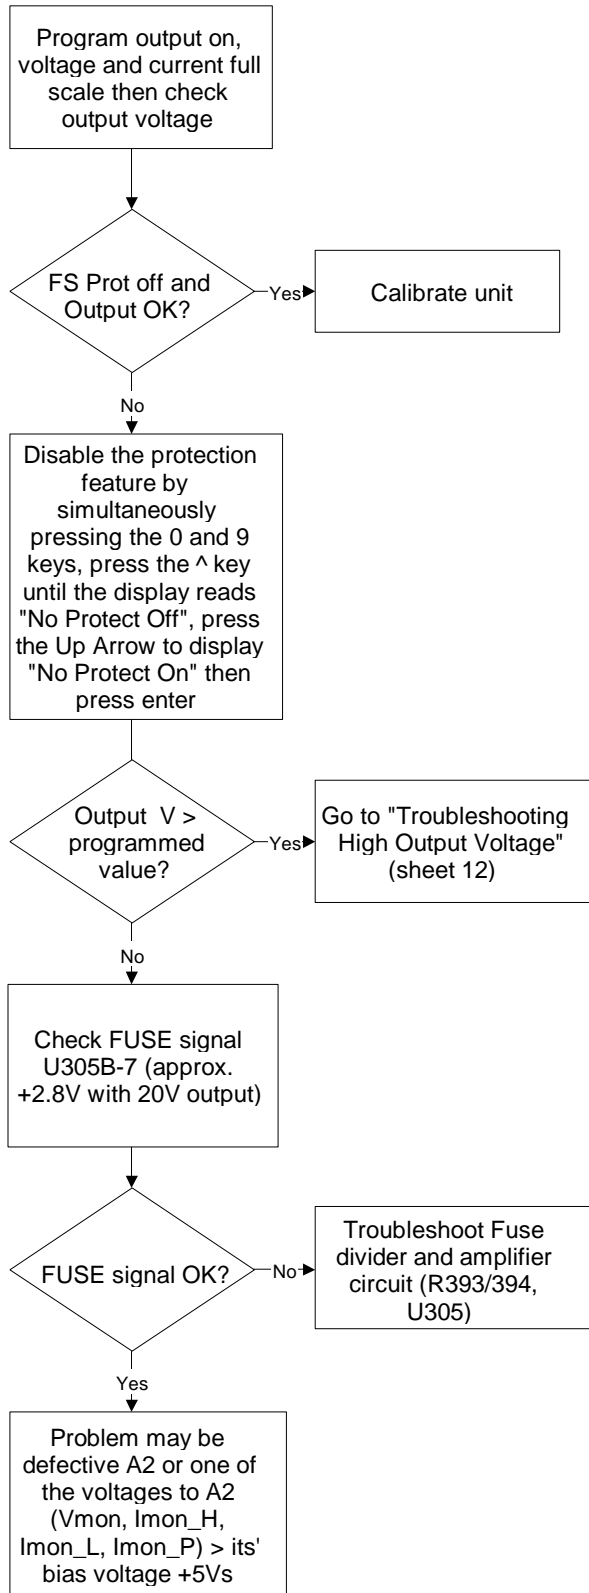 Program output on,
voltage and current full
scale then check
output voltage
FS Prot off and
Output OK?
Yes
Calibrate unit
No
Disable the protection
feature by
simultaneously
pressing the 0 and 9
keys, press the ^ key
until the display reads
"No Protect Off", press
the Up Arrow to display
"No Protect On" then
press enter
Output V >
programmed
value?
Yes
Go to "Troubleshooting
High Output Voltage"
(sheet 12)
No
Check FUSE signal
U305B-7 (approx.
+2.8V with 20V output)
FUSE signal OK?
No
Troubleshoot Fuse
divider and amplifier
circuit (R393/394,
U305)
Yes
Problem may be
defective A2 or one of
the voltages to A2
(Vmon, Imon_H,
Imon_L, Imon_P) > its'
bias voltage +5Vs